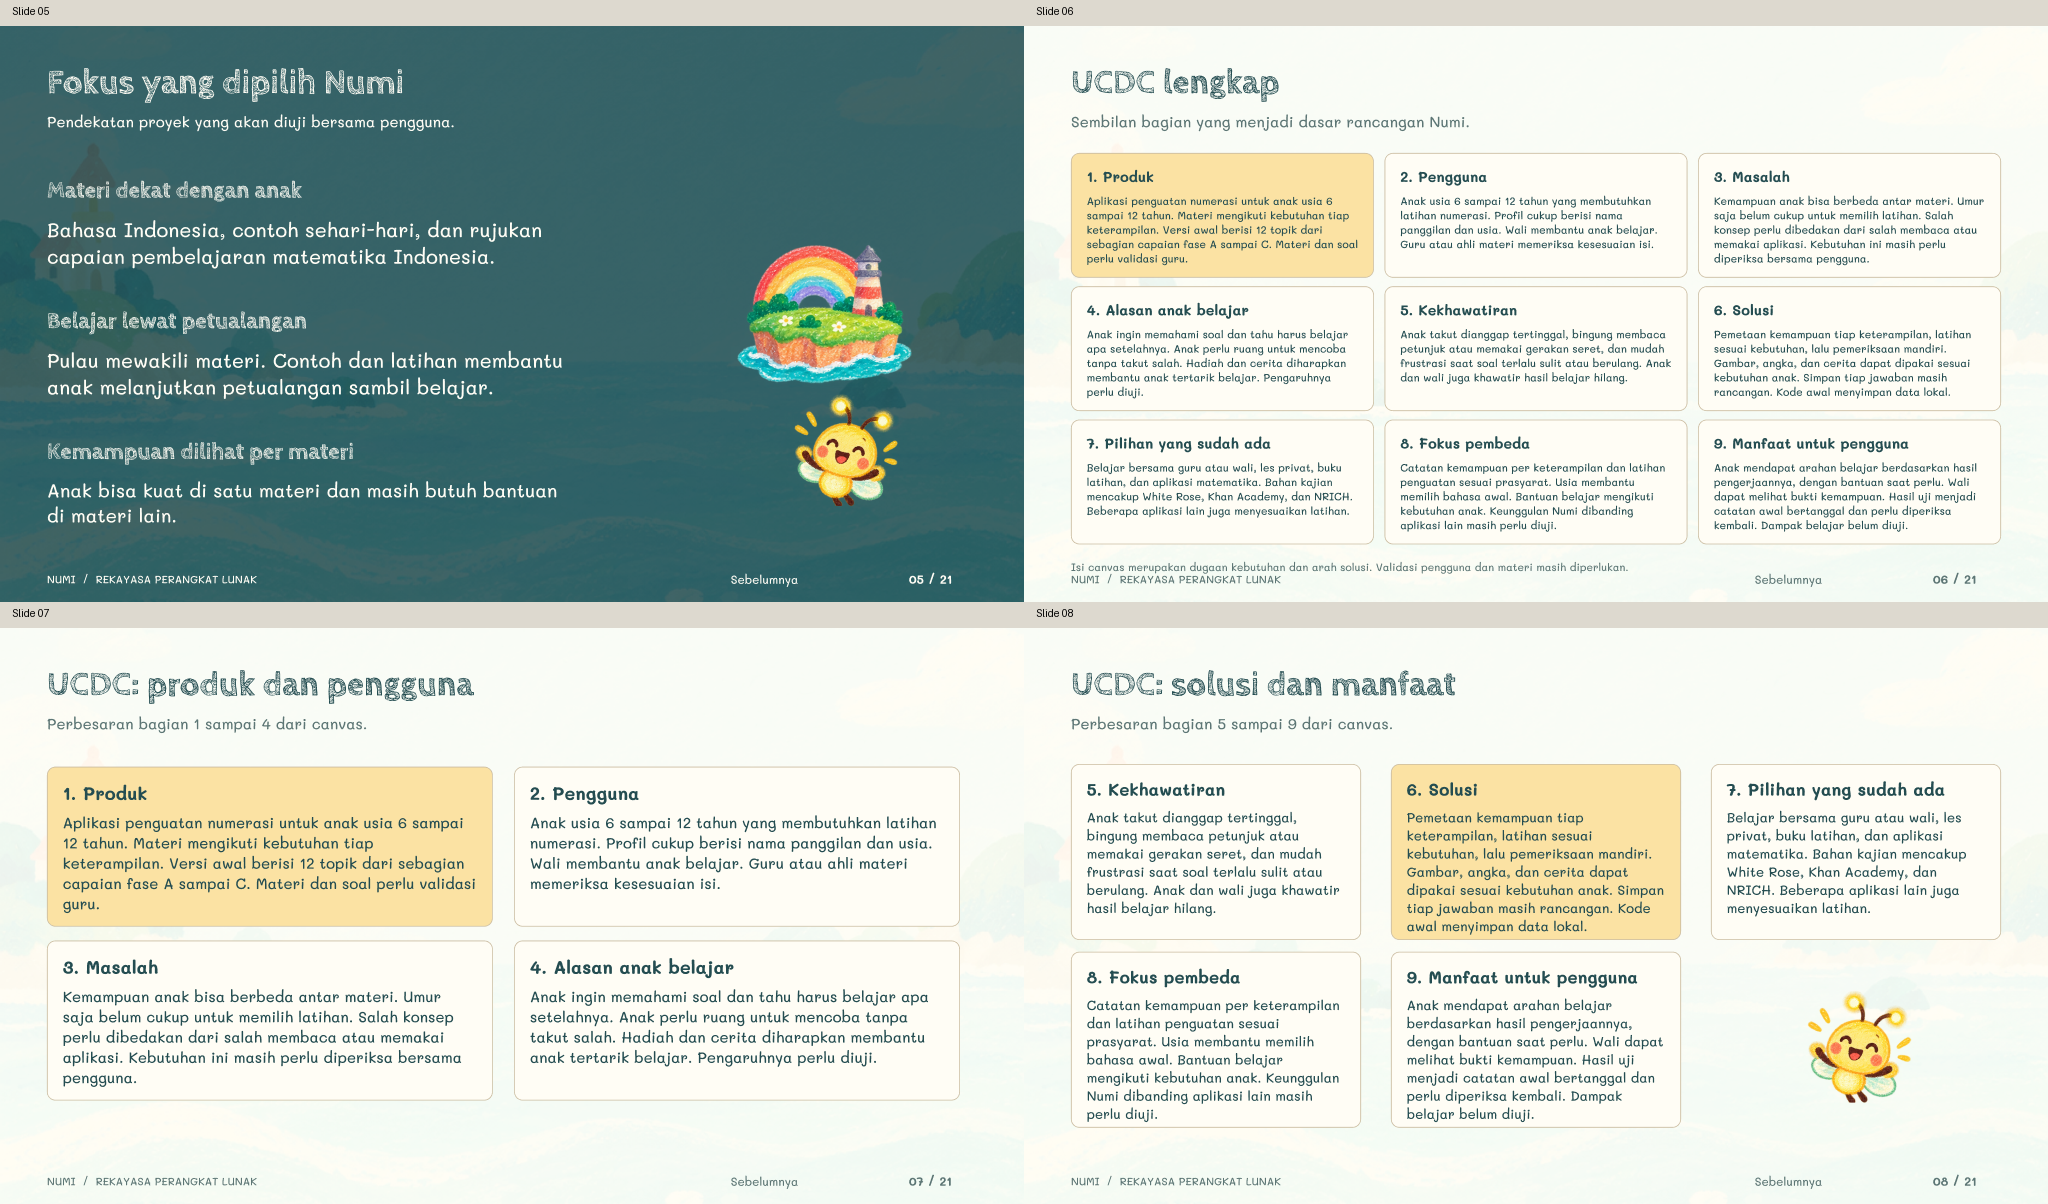 Slide 05
Fokus yang dipilih Numi
Pendekatan proyek yang akan diuji bersama pengguna.
Materi dekat dengan anak
Bahasa Indonesia, contoh sehari-hari, dan rujukan
capaian pembelajaran matematika Indonesia.
Belajar lewat petualangan
Pulau mewakili materi. Contoh dan latihan membantu
anak melanjutkan petualangan sambil belajar.
Kemampuan dilihat per materi
Anak bisa kuat di satu materi dan masih butuh bantuan
di materi lain.
NUMI / REKAYASA PERANGKAT LUNAK
Sebelumnya
05 / 21
Slide 06
UCDC lengkap
Sembilan bagian yang menjadi dasar rancangan Numi.
1. Produk
Aplikasi penguatan numerasi untuk anak usia 6
sampai 12 tahun. Materi mengikuti kebutuhan tiap
keterampilan. Versi awal berisi 12 topik dari
sebagian capaian fase A sampai C. Materi dan soal
perlu validasi guru.
2. Pengguna
Anak usia 6 sampai 12 tahun yang membutuhkan
latihan numerasi. Profil cukup berisi nama
panggilan dan usia. Wali membantu anak belajar.
Guru atau ahli materi memeriksa kesesuaian isi.
3. Masalah
Kemampuan anak bisa berbeda antar materi. Umur
saja belum cukup untuk memilih latihan. Salah
konsep perlu dibedakan dari salah membaca atau
memakai aplikasi. Kebutuhan ini masih perlu
diperiksa bersama pengguna.
4. Alasan anak belajar
Anak ingin memahami soal dan tahu harus belajar
apa setelahnya. Anak perlu ruang untuk mencoba
tanpa takut salah. Hadiah dan cerita diharapkan
membantu anak tertarik belajar. Pengaruhnya
perlu diuji.
5. Kekhawatiran
Anak takut dianggap tertinggal, bingung membaca
petunjuk atau memakai gerakan seret, dan mudah
frustrasi saat soal terlalu sulit atau berulang. Anak
dan wali juga khawatir hasil belajar hilang.
6. Solusi
Pemetaan kemampuan tiap keterampilan, latihan
sesuai kebutuhan, lalu pemeriksaan mandiri.
Gambar, angka, dan cerita dapat dipakai sesuai
kebutuhan anak. Simpan tiap jawaban masih
rancangan. Kode awal menyimpan data lokal.
7. Pilihan yang sudah ada
Belajar bersama guru atau wali, les privat, buku
latihan, dan aplikasi matematika. Bahan kajian
mencakup White Rose, Khan Academy, dan NRICH.
Beberapa aplikasi lain juga menyesuaikan latihan.
8. Fokus pembeda
Catatan kemampuan per keterampilan dan latihan
penguatan sesuai prasyarat. Usia membantu
memilih bahasa awal. Bantuan belajar mengikuti
kebutuhan anak. Keunggulan Numi dibanding
aplikasi lain masih perlu diuji.
9. Manfaat untuk pengguna
Anak mendapat arahan belajar berdasarkan hasil
pengerjaannya, dengan bantuan saat perlu. Wali
dapat melihat bukti kemampuan. Hasil uji menjadi
catatan awal bertanggal dan perlu diperiksa
kembali. Dampak belajar belum diuji.
Isi canvas merupakan dugaan kebutuhan dan arah solusi. Validasi pengguna dan materi masih diperlukan.
NUMI / REKAYASA PERANGKAT LUNAK
Sebelumnya
06 / 21
Slide 07
UCDC: produk dan pengguna
Perbesaran bagian 1 sampai 4 dari canvas.
1. Produk
Aplikasi penguatan numerasi untuk anak usia 6 sampai
12 tahun. Materi mengikuti kebutuhan tiap
keterampilan. Versi awal berisi 12 topik dari sebagian
capaian fase A sampai C. Materi dan soal perlu validasi
guru.
2. Pengguna
Anak usia 6 sampai 12 tahun yang membutuhkan latihan
numerasi. Profil cukup berisi nama panggilan dan usia.
Wali membantu anak belajar. Guru atau ahli materi
memeriksa kesesuaian isi.
3. Masalah
Kemampuan anak bisa berbeda antar materi. Umur
saja belum cukup untuk memilih latihan. Salah konsep
perlu dibedakan dari salah membaca atau memakai
aplikasi. Kebutuhan ini masih perlu diperiksa bersama
pengguna.
4. Alasan anak belajar
Anak ingin memahami soal dan tahu harus belajar apa
setelahnya. Anak perlu ruang untuk mencoba tanpa
takut salah. Hadiah dan cerita diharapkan membantu
anak tertarik belajar. Pengaruhnya perlu diuji.
NUMI / REKAYASA PERANGKAT LUNAK
Sebelumnya
07 / 21
Slide 08
UCDC: solusi dan manfaat
Perbesaran bagian 5 sampai 9 dari canvas.
5. Kekhawatiran
Anak takut dianggap tertinggal,
bingung membaca petunjuk atau
memakai gerakan seret, dan mudah
frustrasi saat soal terlalu sulit atau
berulang. Anak dan wali juga khawatir
hasil belajar hilang.
6. Solusi
Pemetaan kemampuan tiap
keterampilan, latihan sesuai
kebutuhan, lalu pemeriksaan mandiri.
Gambar, angka, dan cerita dapat
dipakai sesuai kebutuhan anak. Simpan
tiap jawaban masih rancangan. Kode
awal menyimpan data lokal.
7. Pilihan yang sudah ada
Belajar bersama guru atau wali, les
privat, buku latihan, dan aplikasi
matematika. Bahan kajian mencakup
White Rose, Khan Academy, dan
NRICH. Beberapa aplikasi lain juga
menyesuaikan latihan.
8. Fokus pembeda
Catatan kemampuan per keterampilan
dan latihan penguatan sesuai
prasyarat. Usia membantu memilih
bahasa awal. Bantuan belajar
mengikuti kebutuhan anak. Keunggulan
Numi dibanding aplikasi lain masih
perlu diuji.
9. Manfaat untuk pengguna
Anak mendapat arahan belajar
berdasarkan hasil pengerjaannya,
dengan bantuan saat perlu. Wali dapat
melihat bukti kemampuan. Hasil uji
menjadi catatan awal bertanggal dan
perlu diperiksa kembali. Dampak
belajar belum diuji.
NUMI / REKAYASA PERANGKAT LUNAK
Sebelumnya
08 / 21